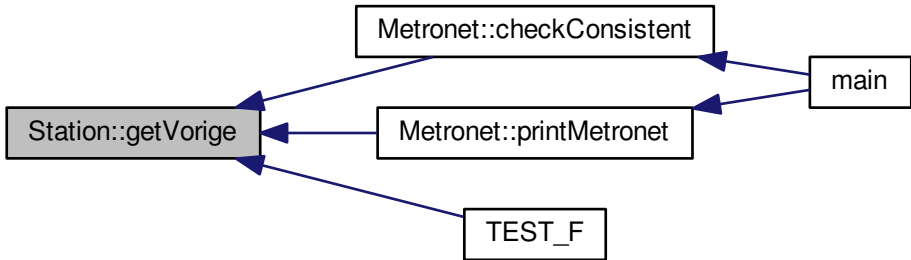 Metronet::checkConsistent
main
Station::getVorige
Metronet::printMetronet
TEST_F